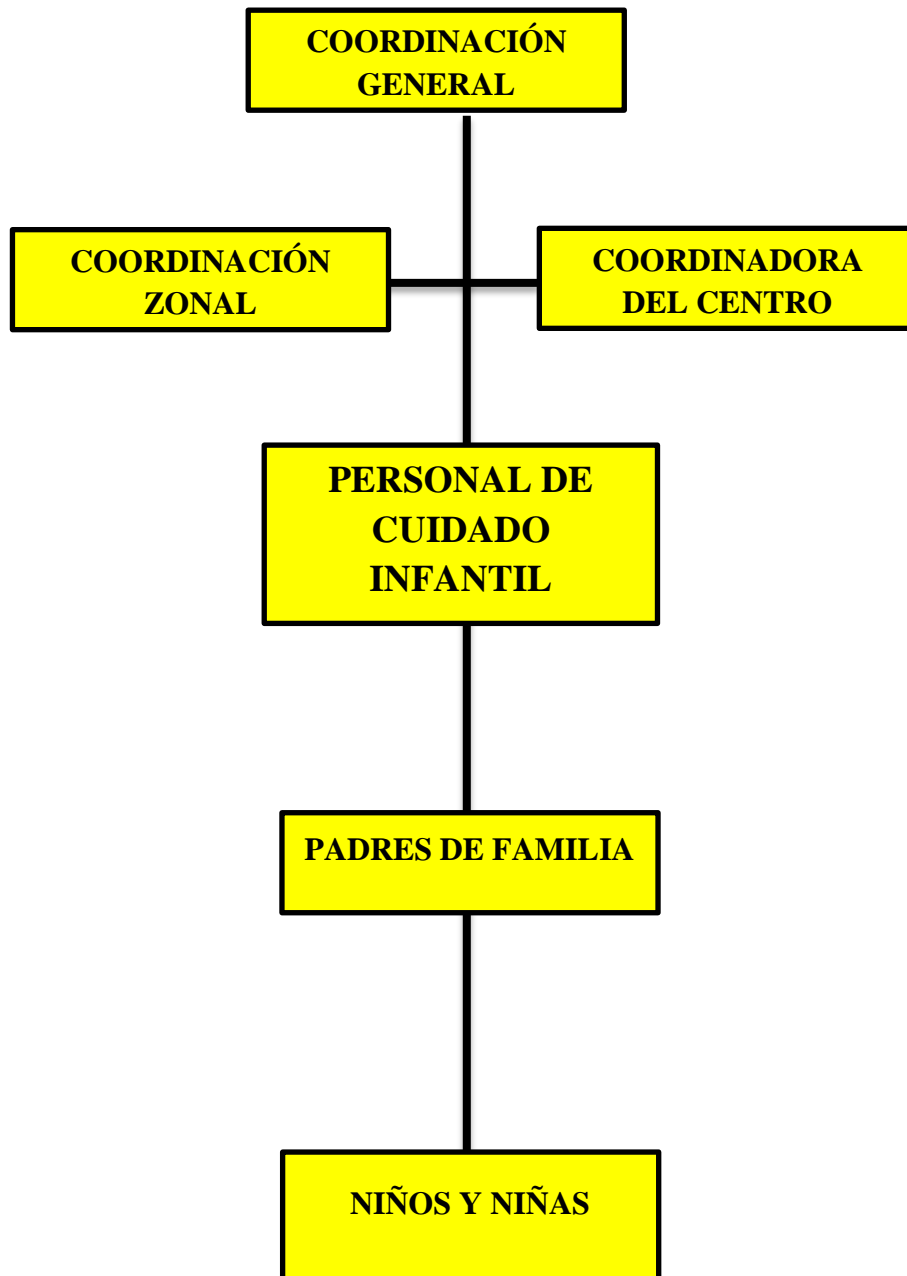 COORDINACIÓN
GENERAL
COORDINACIÓN
ZONAL
COORDINADORA
DEL CENTRO
PERSONAL DE
CUIDADO
INFANTIL
PADRES DE FAMILIA
NIÑOS Y NIÑAS